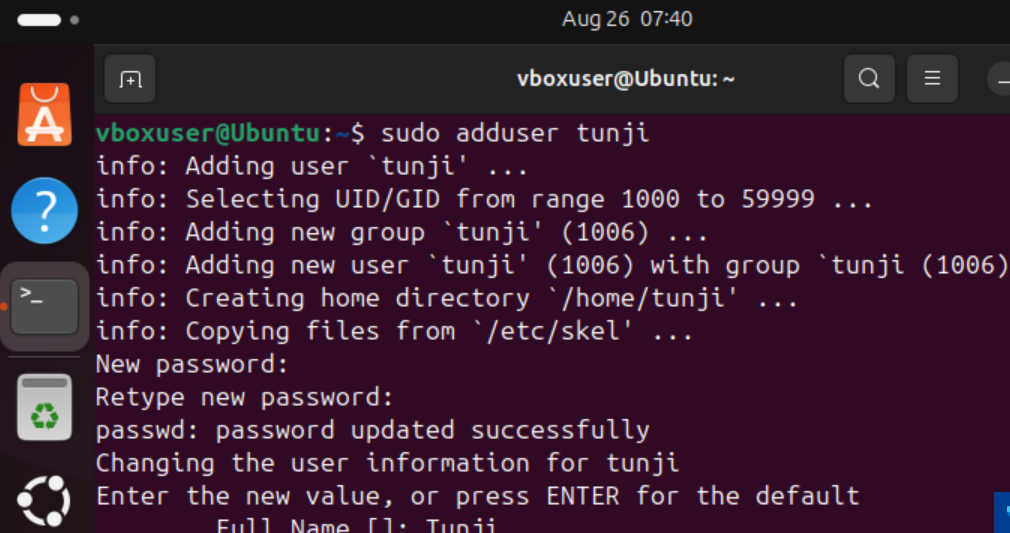 Aug 26 07:40
vboxuser@Ubuntu: ~
vboxuser@Ubuntu:~$ sudo adduser tunji
info: Adding user `tunji' ...
info: Selecting UID/GID from range 1000 to 59999 ...
info: Adding new group `tunji' (1006) ...
info: Adding new user `tunji' (1006) with group `tunji (1006)
info: Creating home directory `/home/tunji' ...
info: Copying files from `/etc/skel' ...
New password:
Retype new password:
passwd: password updated successfully
Changing the user information for tunji
Enter the new value, or press ENTER for the default
Full Name []: Tunji